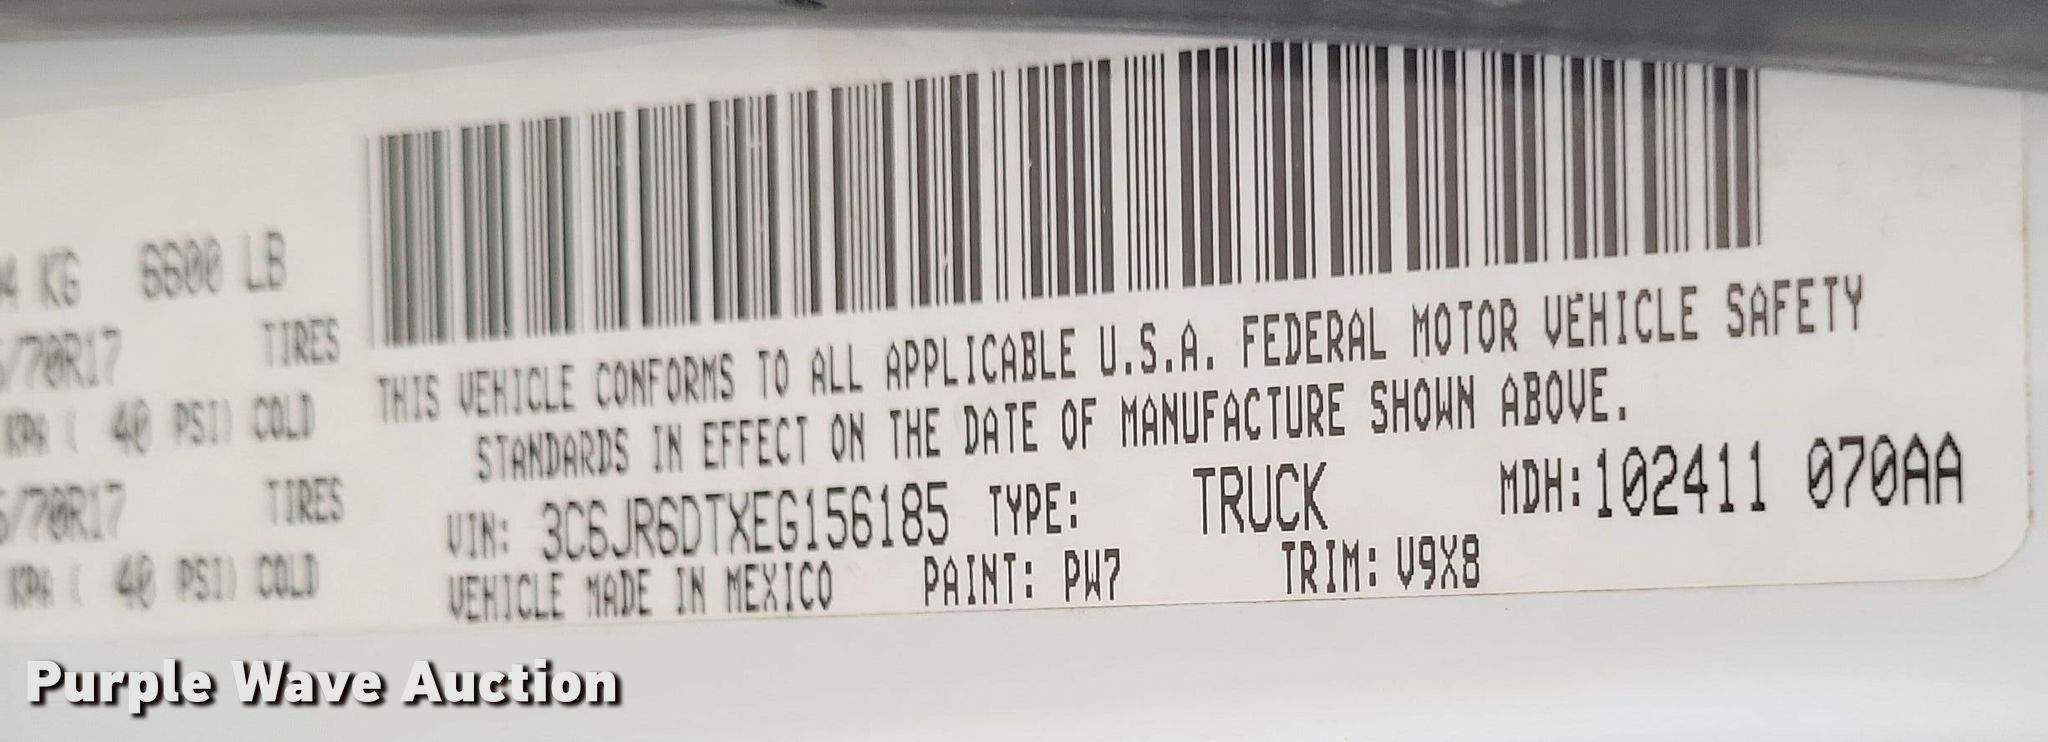 4 KG 6600 LB
/70R17 TIRES
KPA ( 40 PSI) COLD
/70R17 TIRES
KPA ( 40 PSI) COLD
THIS VEHICLE CONFORMS TO ALL APPLICABLE U.S.A. FEDERAL MOTOR VEHICLE SAFETY
STANDARDS IN EFFECT ON THE DATE OF MANUFACTURE SHOWN ABOVE.
VIN: 3C6JR6DTXEG156185 TYPE: TRUCK MDH:102411 070AA
VEHICLE MADE IN MEXICO PAINT: PW7 TRIM: V9X8
Purple Wave Auction